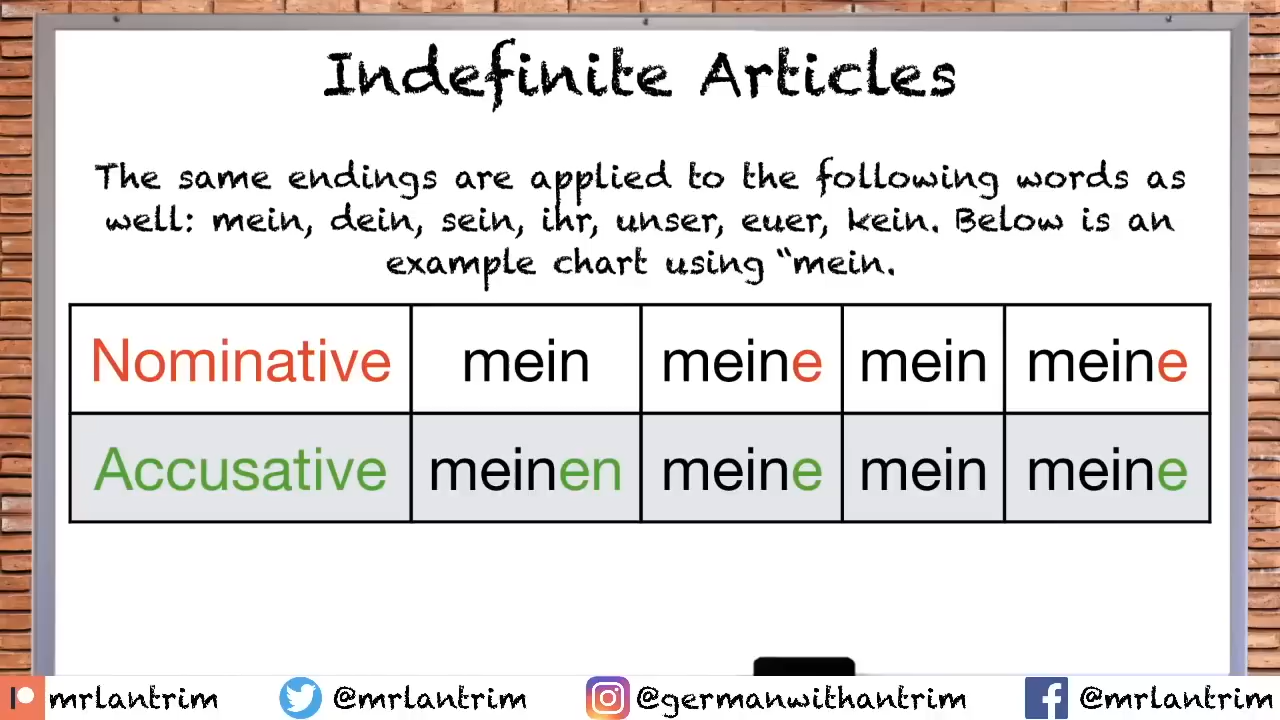 Indefinite Articles
The same endings are applied to the following words as
well: mein, dein, sein, ihr, unser, euer, kein. Below is an
example chart using “mein.
Nominative mein meine mein meine
Accusative meinen meine mein meine
mrlantrim @mrlantrim @germanwithantrim @mrlantrim